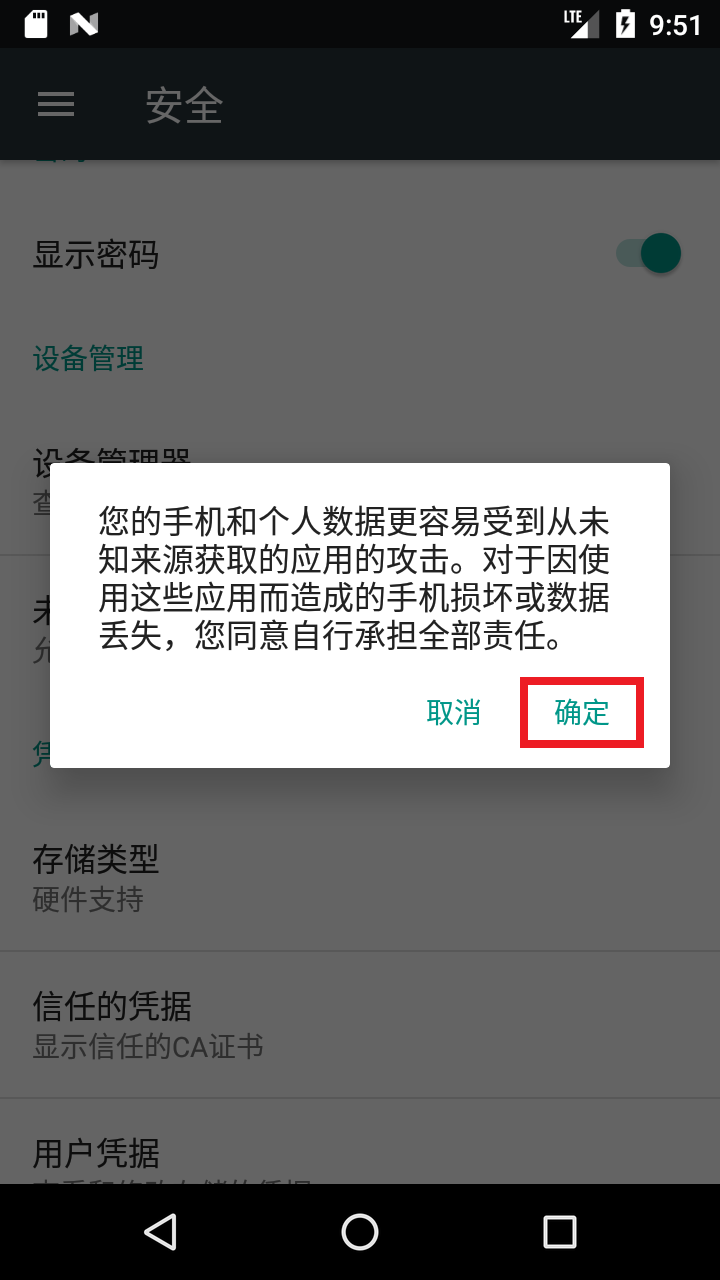 LTE 9:51
安全
显示密码
设备管理
设备管理器
查
您的手机和个人数据更容易受到从未
知来源获取的应用的攻击。对于因使
用这些应用而造成的手机损坏或数据
丢失，您同意自行承担全部责任。
取消 确定
未
允
凭
存储类型
硬件支持
信任的凭据
显示信任的CA证书
用户凭据